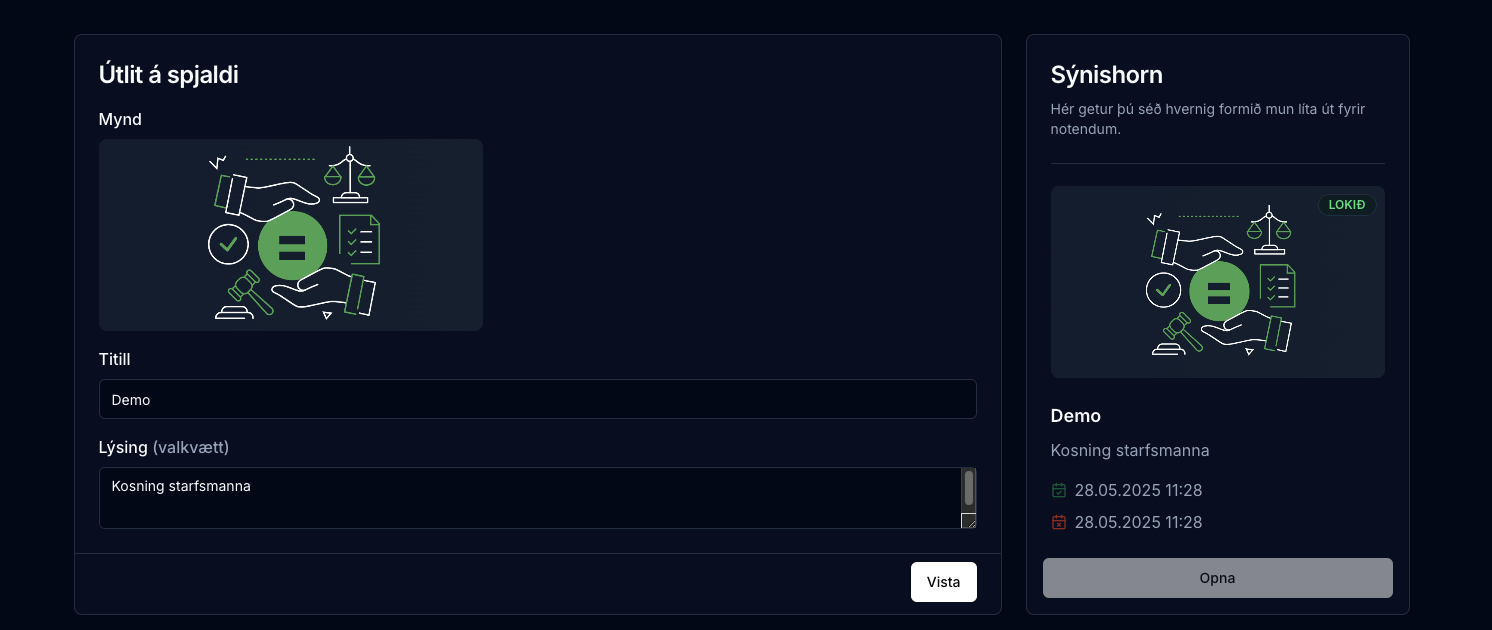 Útlit á spjaldi
Mynd
Titill
Demo
Lýsing (valkvætt)
Kosning starfsmanna
Vista
Sýnishorn
Hér getur þú séð hvernig formið mun líta út fyrir
notendum.
LOKIÐ
Demo
Kosning starfsmanna
28.05.2025 11:28
28.05.2025 11:28
Opna